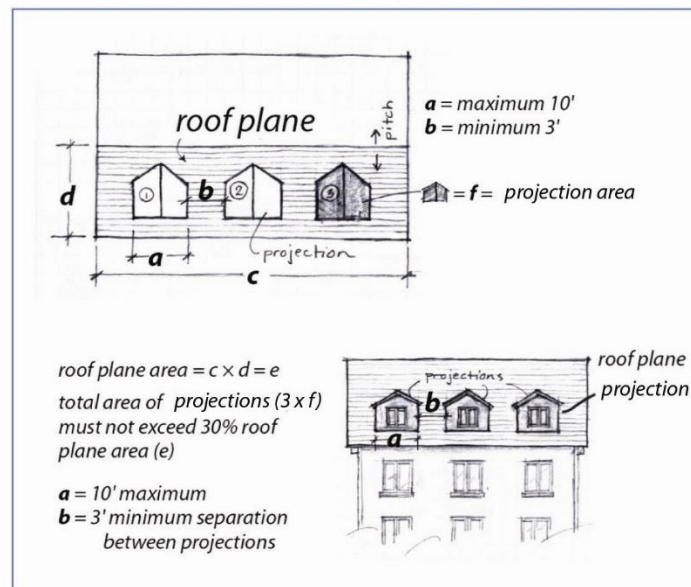 roof plane
a = maximum 10'
b = minimum 3'
pitch
d
1
b
2
3
= f = projection area
a
projection
c
roof plane area = c × d = e
total area of projections (3 x f)
must not exceed 30% roof
plane area (e)
a = 10' maximum
b = 3' minimum separation
between projections
projections
b
a
roof plane
projection